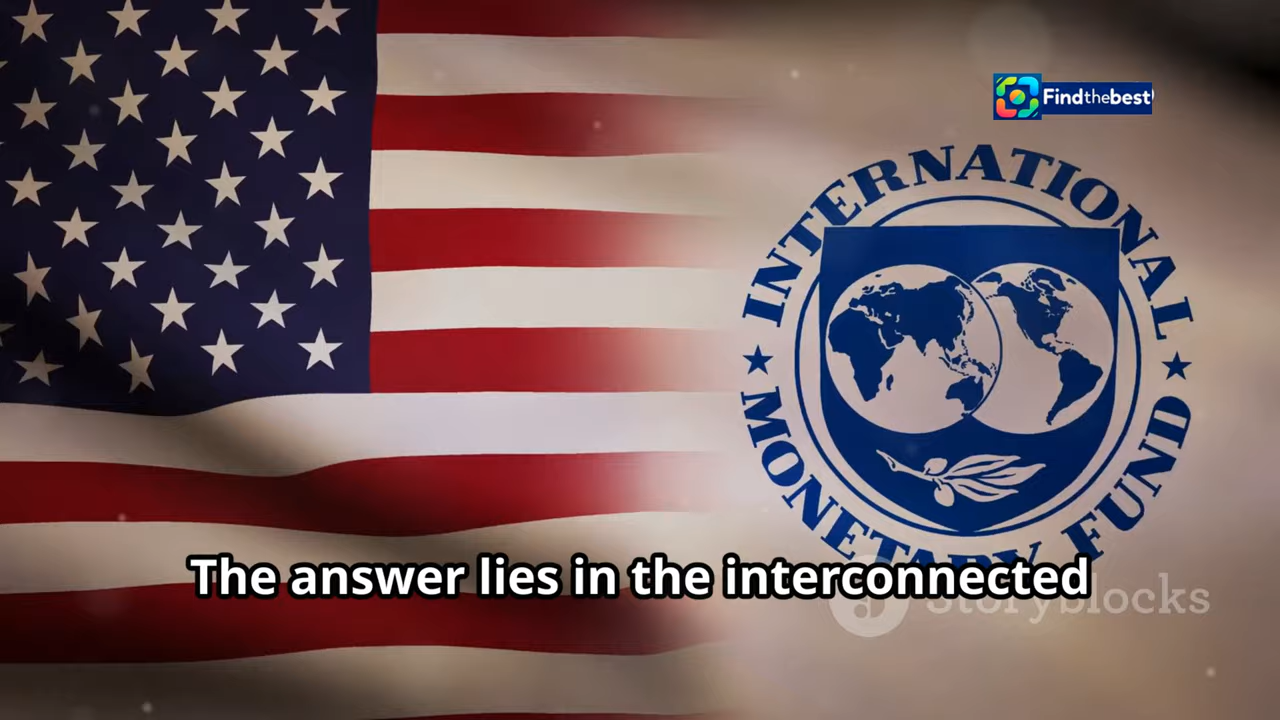 Findthebest
INTERNATIONAL
MONETARY FUND
The answer lies in the interconnected
Storyblocks